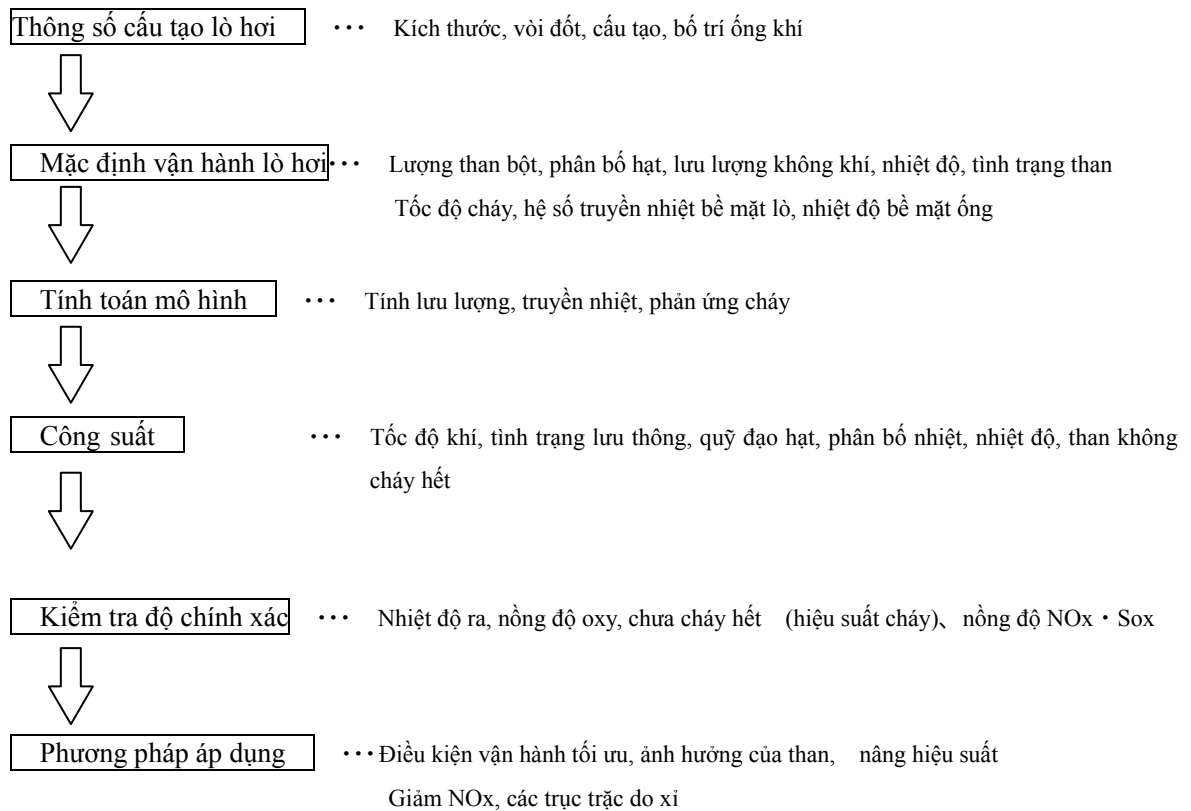 Thông số cấu tạo lò hơi ··· Kích thước, vòi đốt, cấu tạo, bố trí ống khí
Mặc định vận hành lò hơi··· Lượng than bột, phân bố hạt, lưu lượng không khí, nhiệt độ, tình trạng than
Tốc độ cháy, hệ số truyền nhiệt bề mặt lò, nhiệt độ bề mặt ống
Tính toán mô hình ··· Tính lưu lượng, truyền nhiệt, phản ứng cháy
Công suất ··· Tốc độ khí, tình trạng lưu thông, quỹ đạo hạt, phân bố nhiệt, nhiệt độ, than không
cháy hết
Kiểm tra độ chính xác ··· Nhiệt độ ra, nồng độ oxy, chưa cháy hết (hiệu suất cháy)、nồng độ NOx・Sox
Phương pháp áp dụng ···Điều kiện vận hành tối ưu, ảnh hưởng của than, nâng hiệu suất
Giảm NOx, các trục trặc do xỉ